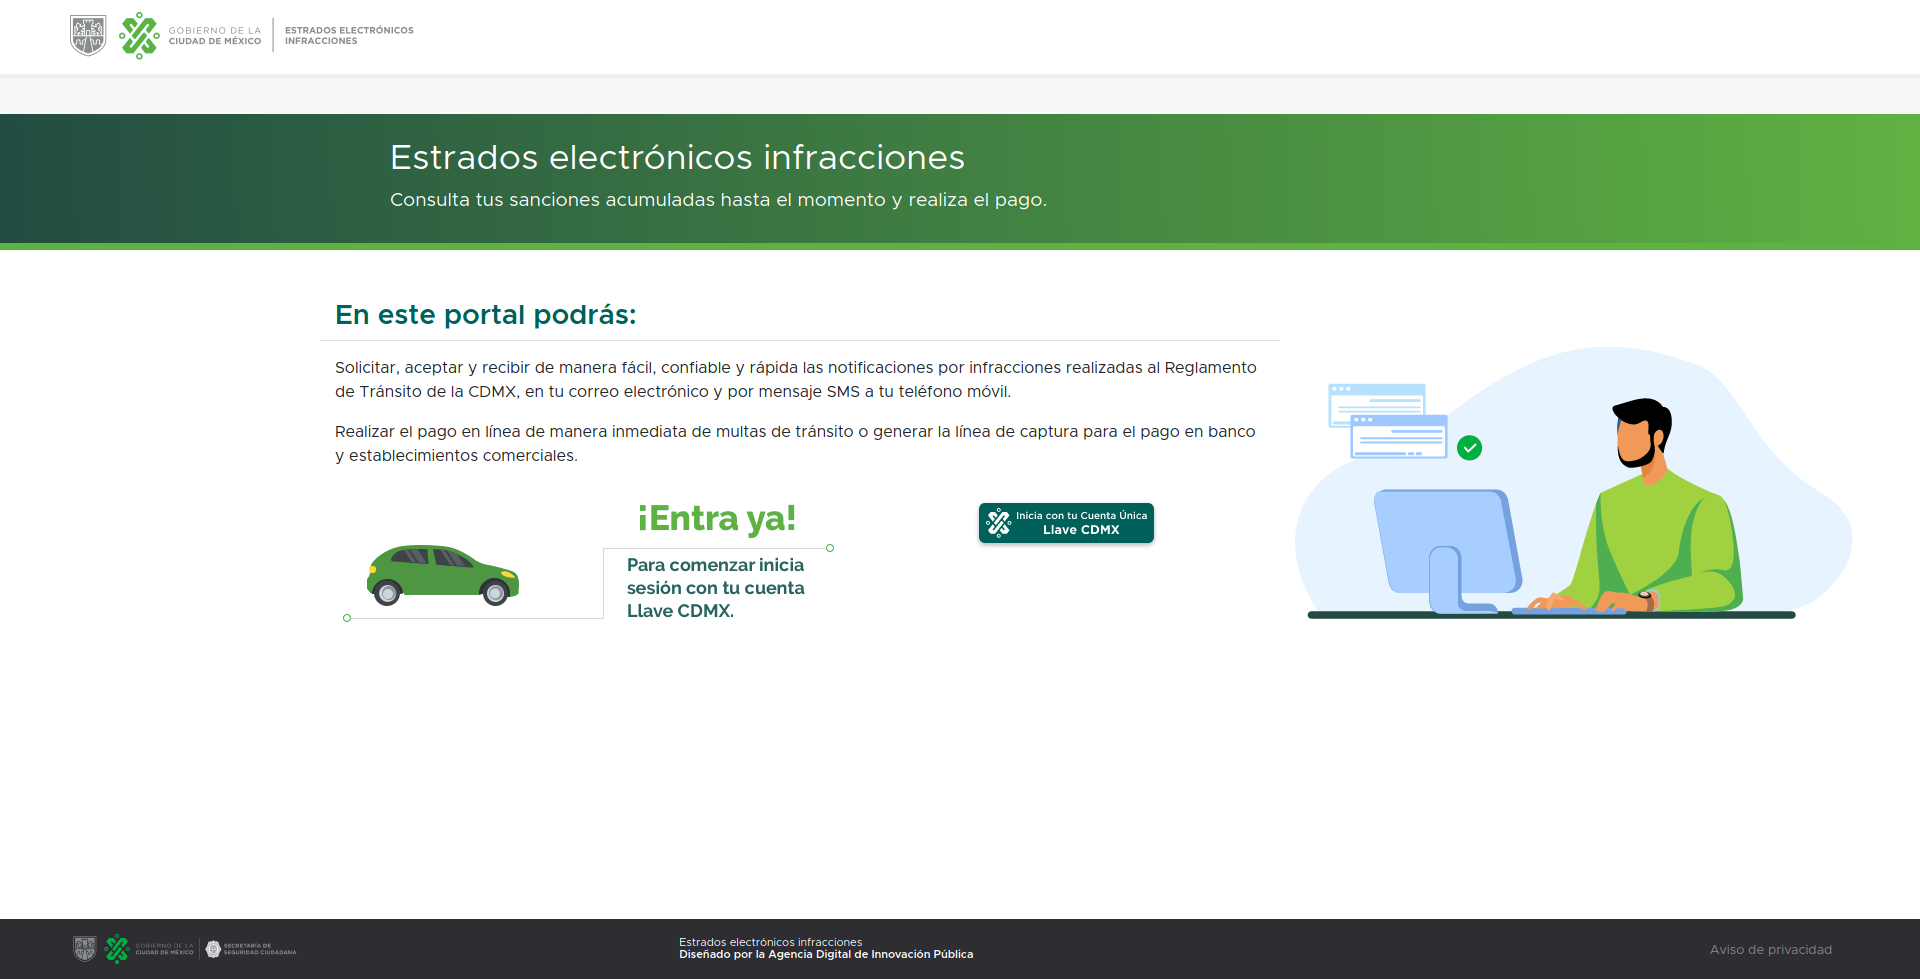 GOBIERNO DE LA
CIUDAD DE MÉXICO
ESTRADOS ELECTRÓNICOS
INFRACCIONES
Estrados electrónicos infracciones
Consulta tus sanciones acumuladas hasta el momento y realiza el pago.
En este portal podrás:
Solicitar, aceptar y recibir de manera fácil, confiable y rápida las notificaciones por infracciones realizadas al Reglamento
de Tránsito de la CDMX, en tu correo electrónico y por mensaje SMS a tu teléfono móvil.
Realizar el pago en línea de manera inmediata de multas de tránsito o generar la línea de captura para el pago en banco
y establecimientos comerciales.
¡Entra ya!
Para comenzar inicia
sesión con tu cuenta
Llave CDMX.
Inicia con tu Cuenta Única
Llave CDMX
GOBIERNO DE LA
CIUDAD DE MÉXICO
SECRETARÍA DE
SEGURIDAD CIUDADANA
Estrados electrónicos infracciones
Diseñado por la Agencia Digital de Innovación Pública
Aviso de privacidad